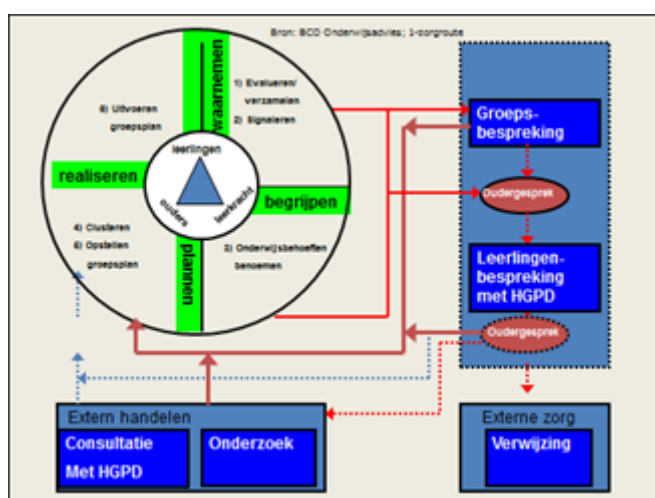 Bron: BCO Onderwijsadvies; 1-zorgroute
waarnemen
1) Evalueren/
verzamelen
2) Signaleren
6) Uitvoeren
groepsplan
leerlingen
ouders
leerkracht
realiseren
begrijpen
4) Clusteren
5) Opstellen
groepsplan
plannen
3) Onderwijsbehoeften
benoemen
Groeps-
bespreking
Oudergesprek
Leerlingen-
bespreking
met HGPD
Oudergesprek
Extern handelen
Consultatie
Met HGPD
Onderzoek
Externe zorg
Verwijzing